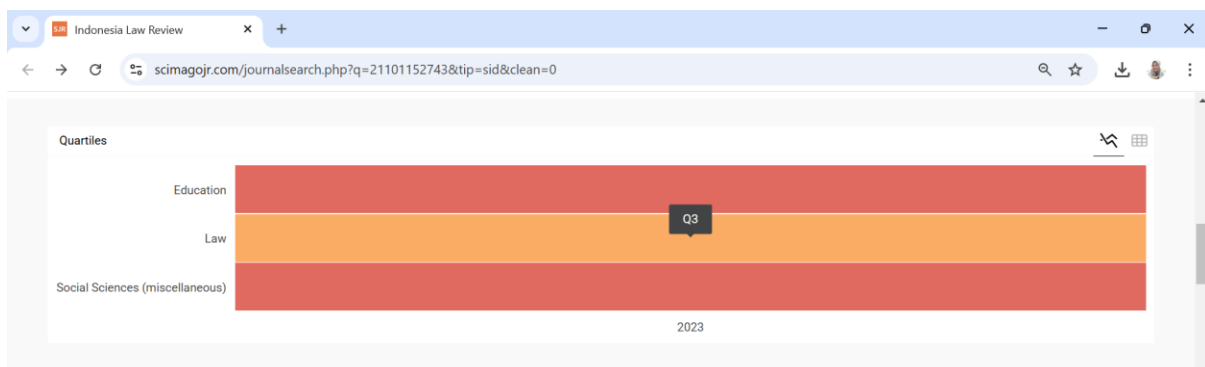 SJR Indonesia Law Review
scimagojr.com/journalsearch.php?q=21101152743&tip=sid&clean=0
Quartiles
Education
Q3
Law
Social Sciences (miscellaneous)
2023